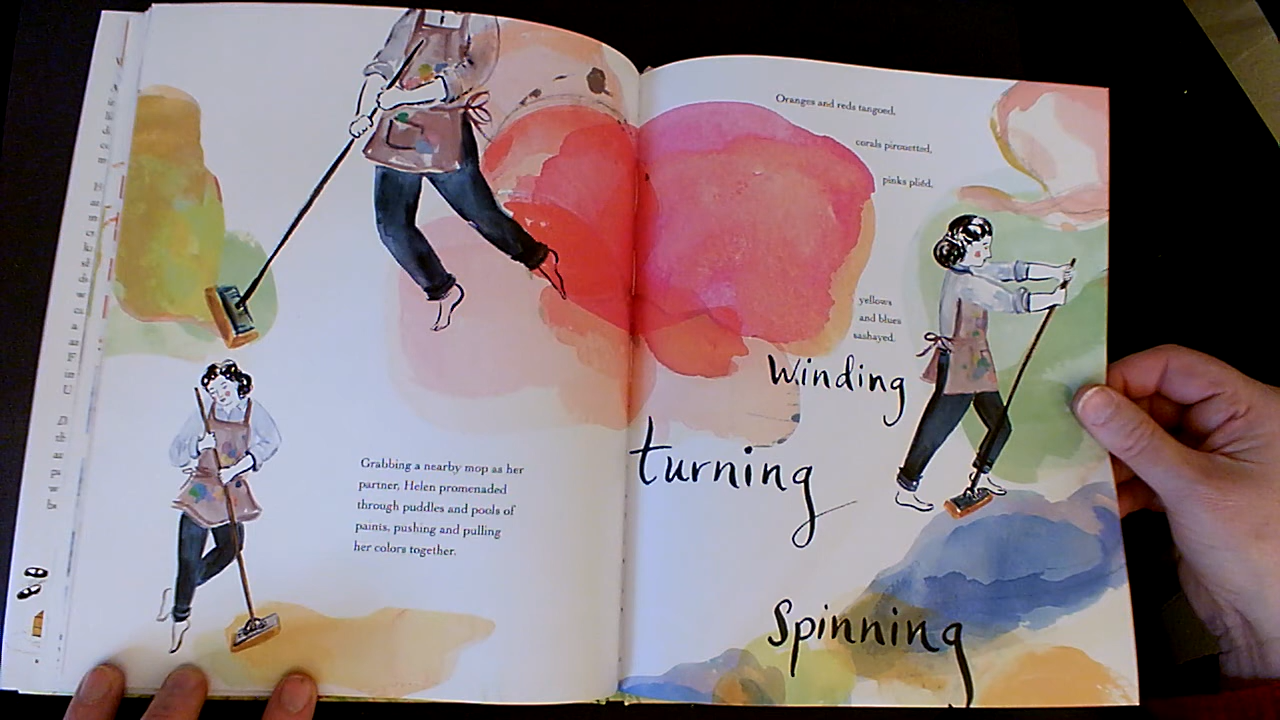 Grabbing a nearby mop as her
partner, Helen promenaded
through puddles and pools of
paints, pushing and pulling
her colors together.
Oranges and reds tangoed,
corals pirouetted,
pinks pliéd,
yellows
and blues
sashayed.
Winding
turning
Spinning